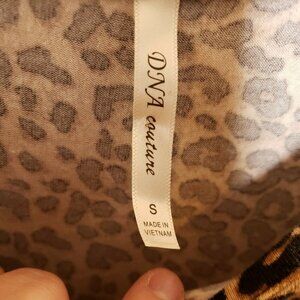 DNA couture
S
MADE IN
VIETNAM